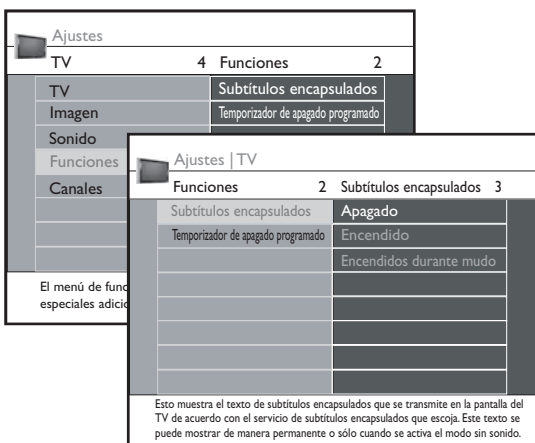 Ajustes
TV 4 Funciones 2
TV Subtítulos encapsulados
Imagen Temporizador de apagado programado
Sonido
Funciones
Canales
El menú de func
especiales adicio
Ajustes | TV
Funciones 2 Subtítulos encapsulados 3
Subtítulos encapsulados Apagado
Temporizador de apagado programado Encendido
Encendidos durante mudo
Esto muestra el texto de subtítulos encapsulados que se transmite en la pantalla del
TV de acuerdo con el servicio de subtítulos encapsulados que escoja. Este texto se
puede mostrar de manera permanente o sólo cuando se activa el modo sin sonido.